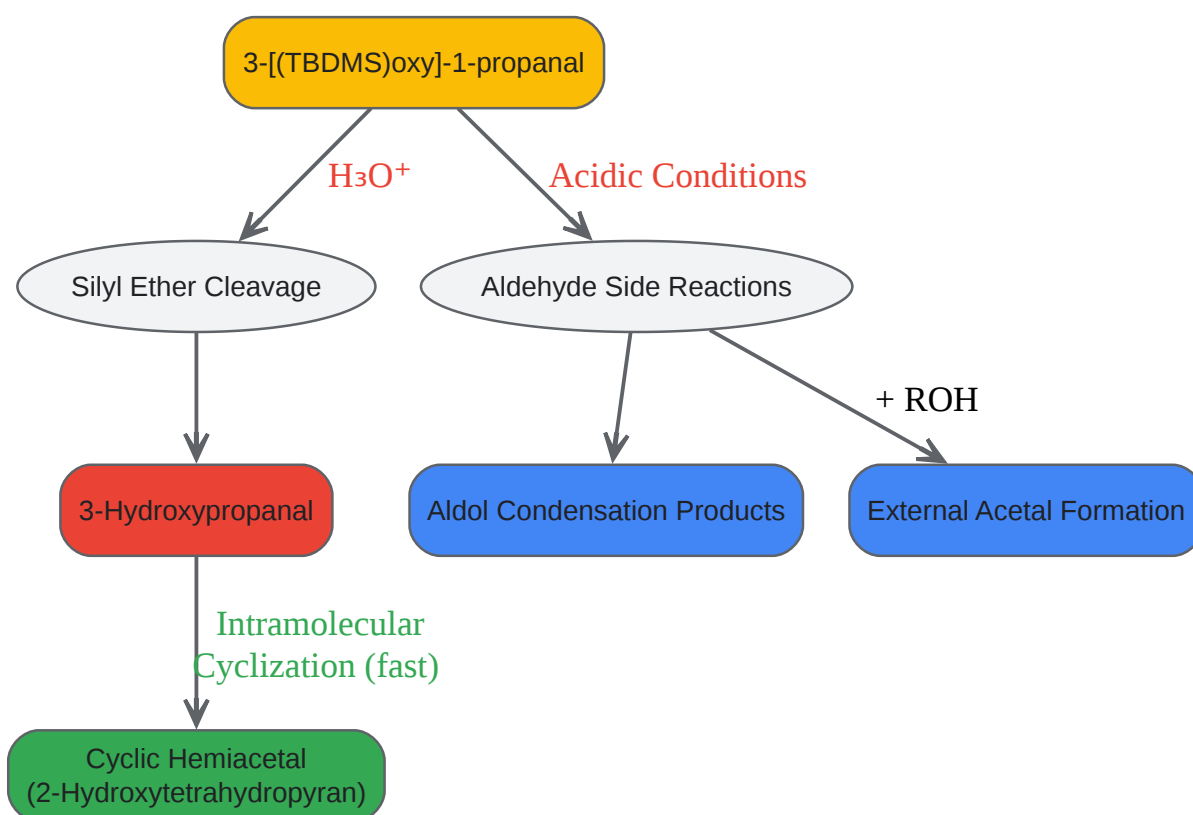 3-[(TBDMS)oxy]-1-propanal
H₃O⁺
Acidic Conditions
Silyl Ether Cleavage
Aldehyde Side Reactions
+ ROH
3-Hydroxypropanal
Aldol Condensation Products
External Acetal Formation
Intramolecular
Cyclization (fast)
Cyclic Hemiacetal
(2-Hydroxytetrahydropyran)